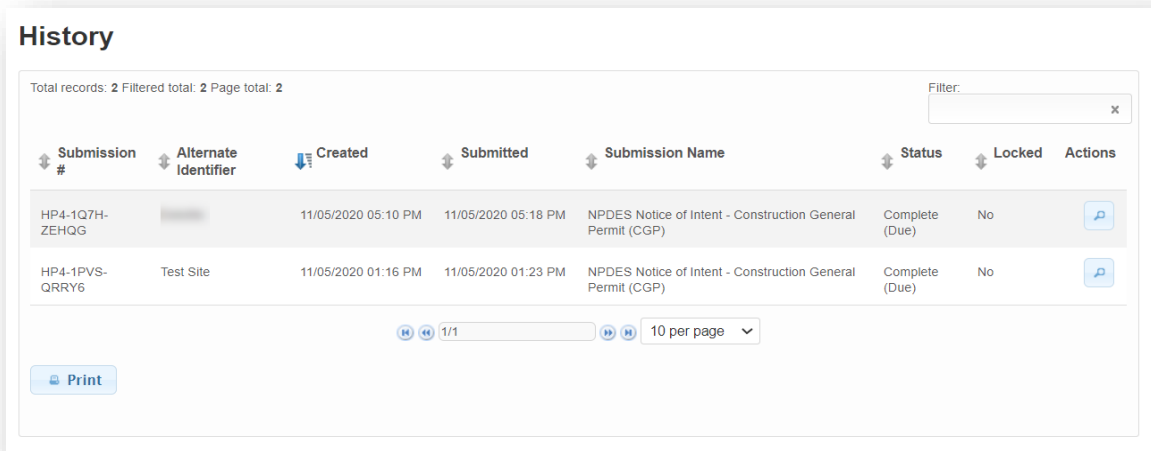 History
Total records: 2 Filtered total: 2 Page total: 2
Filter:
Submission # Alternate Identifier Created Submitted Submission Name Status Locked Actions
HP4-1Q7H- 11/05/2020 05:10 PM 11/05/2020 05:18 PM NPDES Notice of Intent - Construction General Complete No
ZEHQG Permit (CGP) (Due)
HP4-1PVS- Test Site 11/05/2020 01:16 PM 11/05/2020 01:23 PM NPDES Notice of Intent - Construction General Complete No
QRRY6 Permit (CGP) (Due)
1/1 10 per page
Print